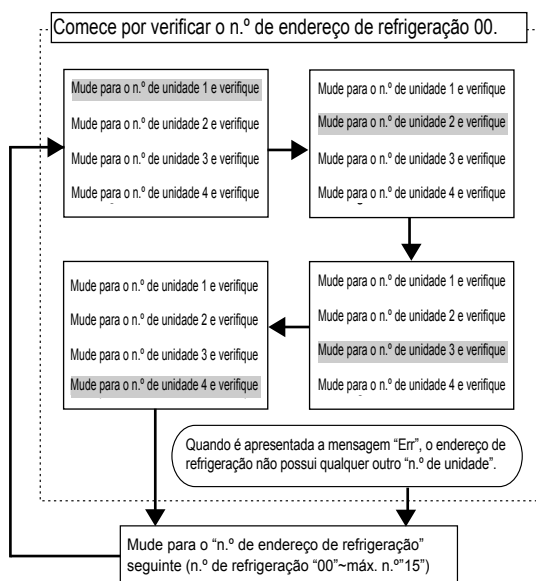 Comece por verificar o n.º de endereço de refrigeração 00.
Mude para o n.º de unidade 1 e verifique
Mude para o n.º de unidade 2 e verifique
Mude para o n.º de unidade 3 e verifique
Mude para o n.º de unidade 4 e verifique
Mude para o n.º de unidade 1 e verifique
Mude para o n.º de unidade 2 e verifique
Mude para o n.º de unidade 3 e verifique
Mude para o n.º de unidade 4 e verifique
Mude para o n.º de unidade 1 e verifique
Mude para o n.º de unidade 2 e verifique
Mude para o n.º de unidade 3 e verifique
Mude para o n.º de unidade 4 e verifique
Mude para o n.º de unidade 1 e verifique
Mude para o n.º de unidade 2 e verifique
Mude para o n.º de unidade 3 e verifique
Mude para o n.º de unidade 4 e verifique
Quando é apresentada a mensagem “Err”, o endereço de
refrigeração não possui qualquer outro “n.º de unidade”.
Mude para o “n.º de endereço de refrigeração”
seguinte (n.º de refrigeração “00”~máx. n.º”15”)